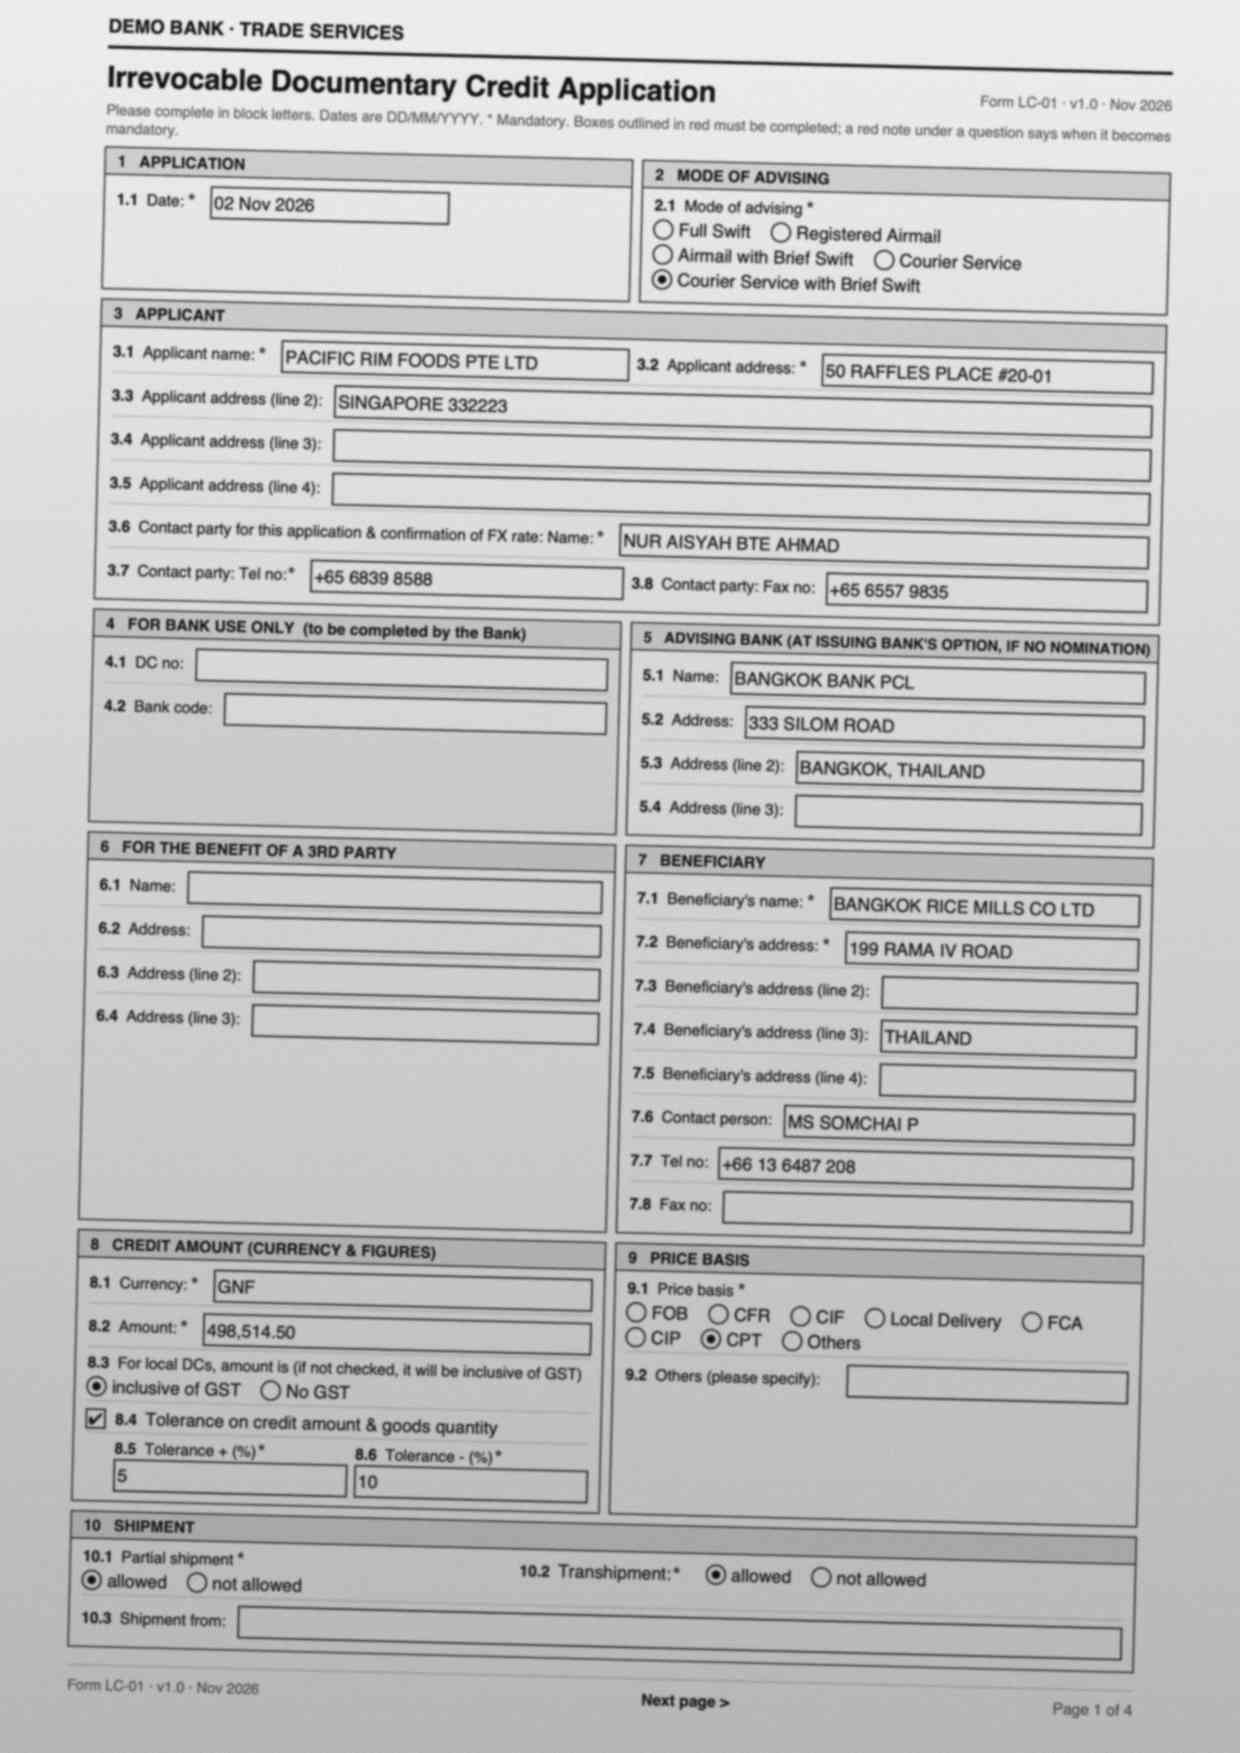 DEMO BANK · TRADE SERVICES
Irrevocable Documentary Credit Application
Form LC-01 · v1.0 · Nov 2026
Please complete in block letters. Dates are DD/MM/YYYY. * Mandatory. Boxes outlined in red must be completed; a red note under a question says when it becomes
mandatory.
1 APPLICATION
1.1 Date: * 02 Nov 2026
2 MODE OF ADVISING
2.1 Mode of advising *
Full Swift Registered Airmail
Airmail with Brief Swift Courier Service
Courier Service with Brief Swift
3 APPLICANT
3.1 Applicant name: * PACIFIC RIM FOODS PTE LTD 3.2 Applicant address: * 50 RAFFLES PLACE #20-01
3.3 Applicant address (line 2): SINGAPORE 332223
3.4 Applicant address (line 3):
3.5 Applicant address (line 4):
3.6 Contact party for this application & confirmation of FX rate: Name: * NUR AISYAH BTE AHMAD
3.7 Contact party: Tel no:* +65 6839 8588 3.8 Contact party: Fax no: +65 6557 9835
4 FOR BANK USE ONLY (to be completed by the Bank)
4.1 DC no:
4.2 Bank code:
5 ADVISING BANK (AT ISSUING BANK'S OPTION, IF NO NOMINATION)
5.1 Name: BANGKOK BANK PCL
5.2 Address: 333 SILOM ROAD
5.3 Address (line 2): BANGKOK, THAILAND
5.4 Address (line 3):
6 FOR THE BENEFIT OF A 3RD PARTY
6.1 Name:
6.2 Address:
6.3 Address (line 2):
6.4 Address (line 3):
7 BENEFICIARY
7.1 Beneficiary's name: * BANGKOK RICE MILLS CO LTD
7.2 Beneficiary's address: * 199 RAMA IV ROAD
7.3 Beneficiary's address (line 2):
7.4 Beneficiary's address (line 3): THAILAND
7.5 Beneficiary's address (line 4):
7.6 Contact person: MS SOMCHAI P
7.7 Tel no: +66 13 6487 208
7.8 Fax no:
8 CREDIT AMOUNT (CURRENCY & FIGURES)
8.1 Currency: * GNF
8.2 Amount: * 498,514.50
8.3 For local DCs, amount is (if not checked, it will be inclusive of GST)
inclusive of GST No GST
8.4 Tolerance on credit amount & goods quantity
8.5 Tolerance + (%) * 8.6 Tolerance - (%) *
5 10
9 PRICE BASIS
9.1 Price basis *
FOB CFR CIF Local Delivery FCA
CIP CPT Others
9.2 Others (please specify):
10 SHIPMENT
10.1 Partial shipment *
allowed not allowed
10.2 Transhipment: * allowed not allowed
10.3 Shipment from:
Form LC-01 · v1.0 · Nov 2026
Next page >
Page 1 of 4